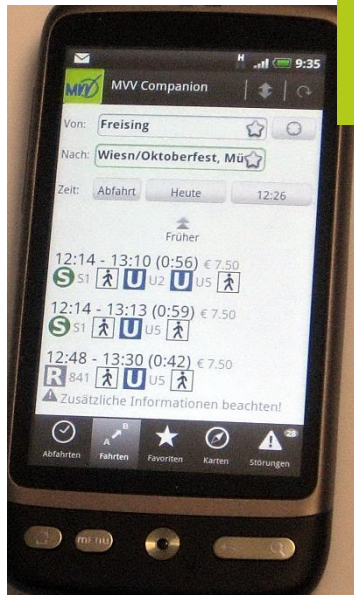 H 9:35
MVV MVV Companion
Von: Freising
Nach: Wiesn/Oktoberfest, Mü
Zeit: Abfahrt Heute 12:26
Früher
12:14 - 13:10 (0:56) € 7.50
S S1 U U2 U U5
12:14 - 13:13 (0:59) € 7.50
S S1 U U5
12:48 - 13:30 (0:42) € 7.50
R 841 U U5
Zusätzliche Informationen beachten!
A B 28
Abfahrten Fahrten Favoriten Karten Störungen
MENU